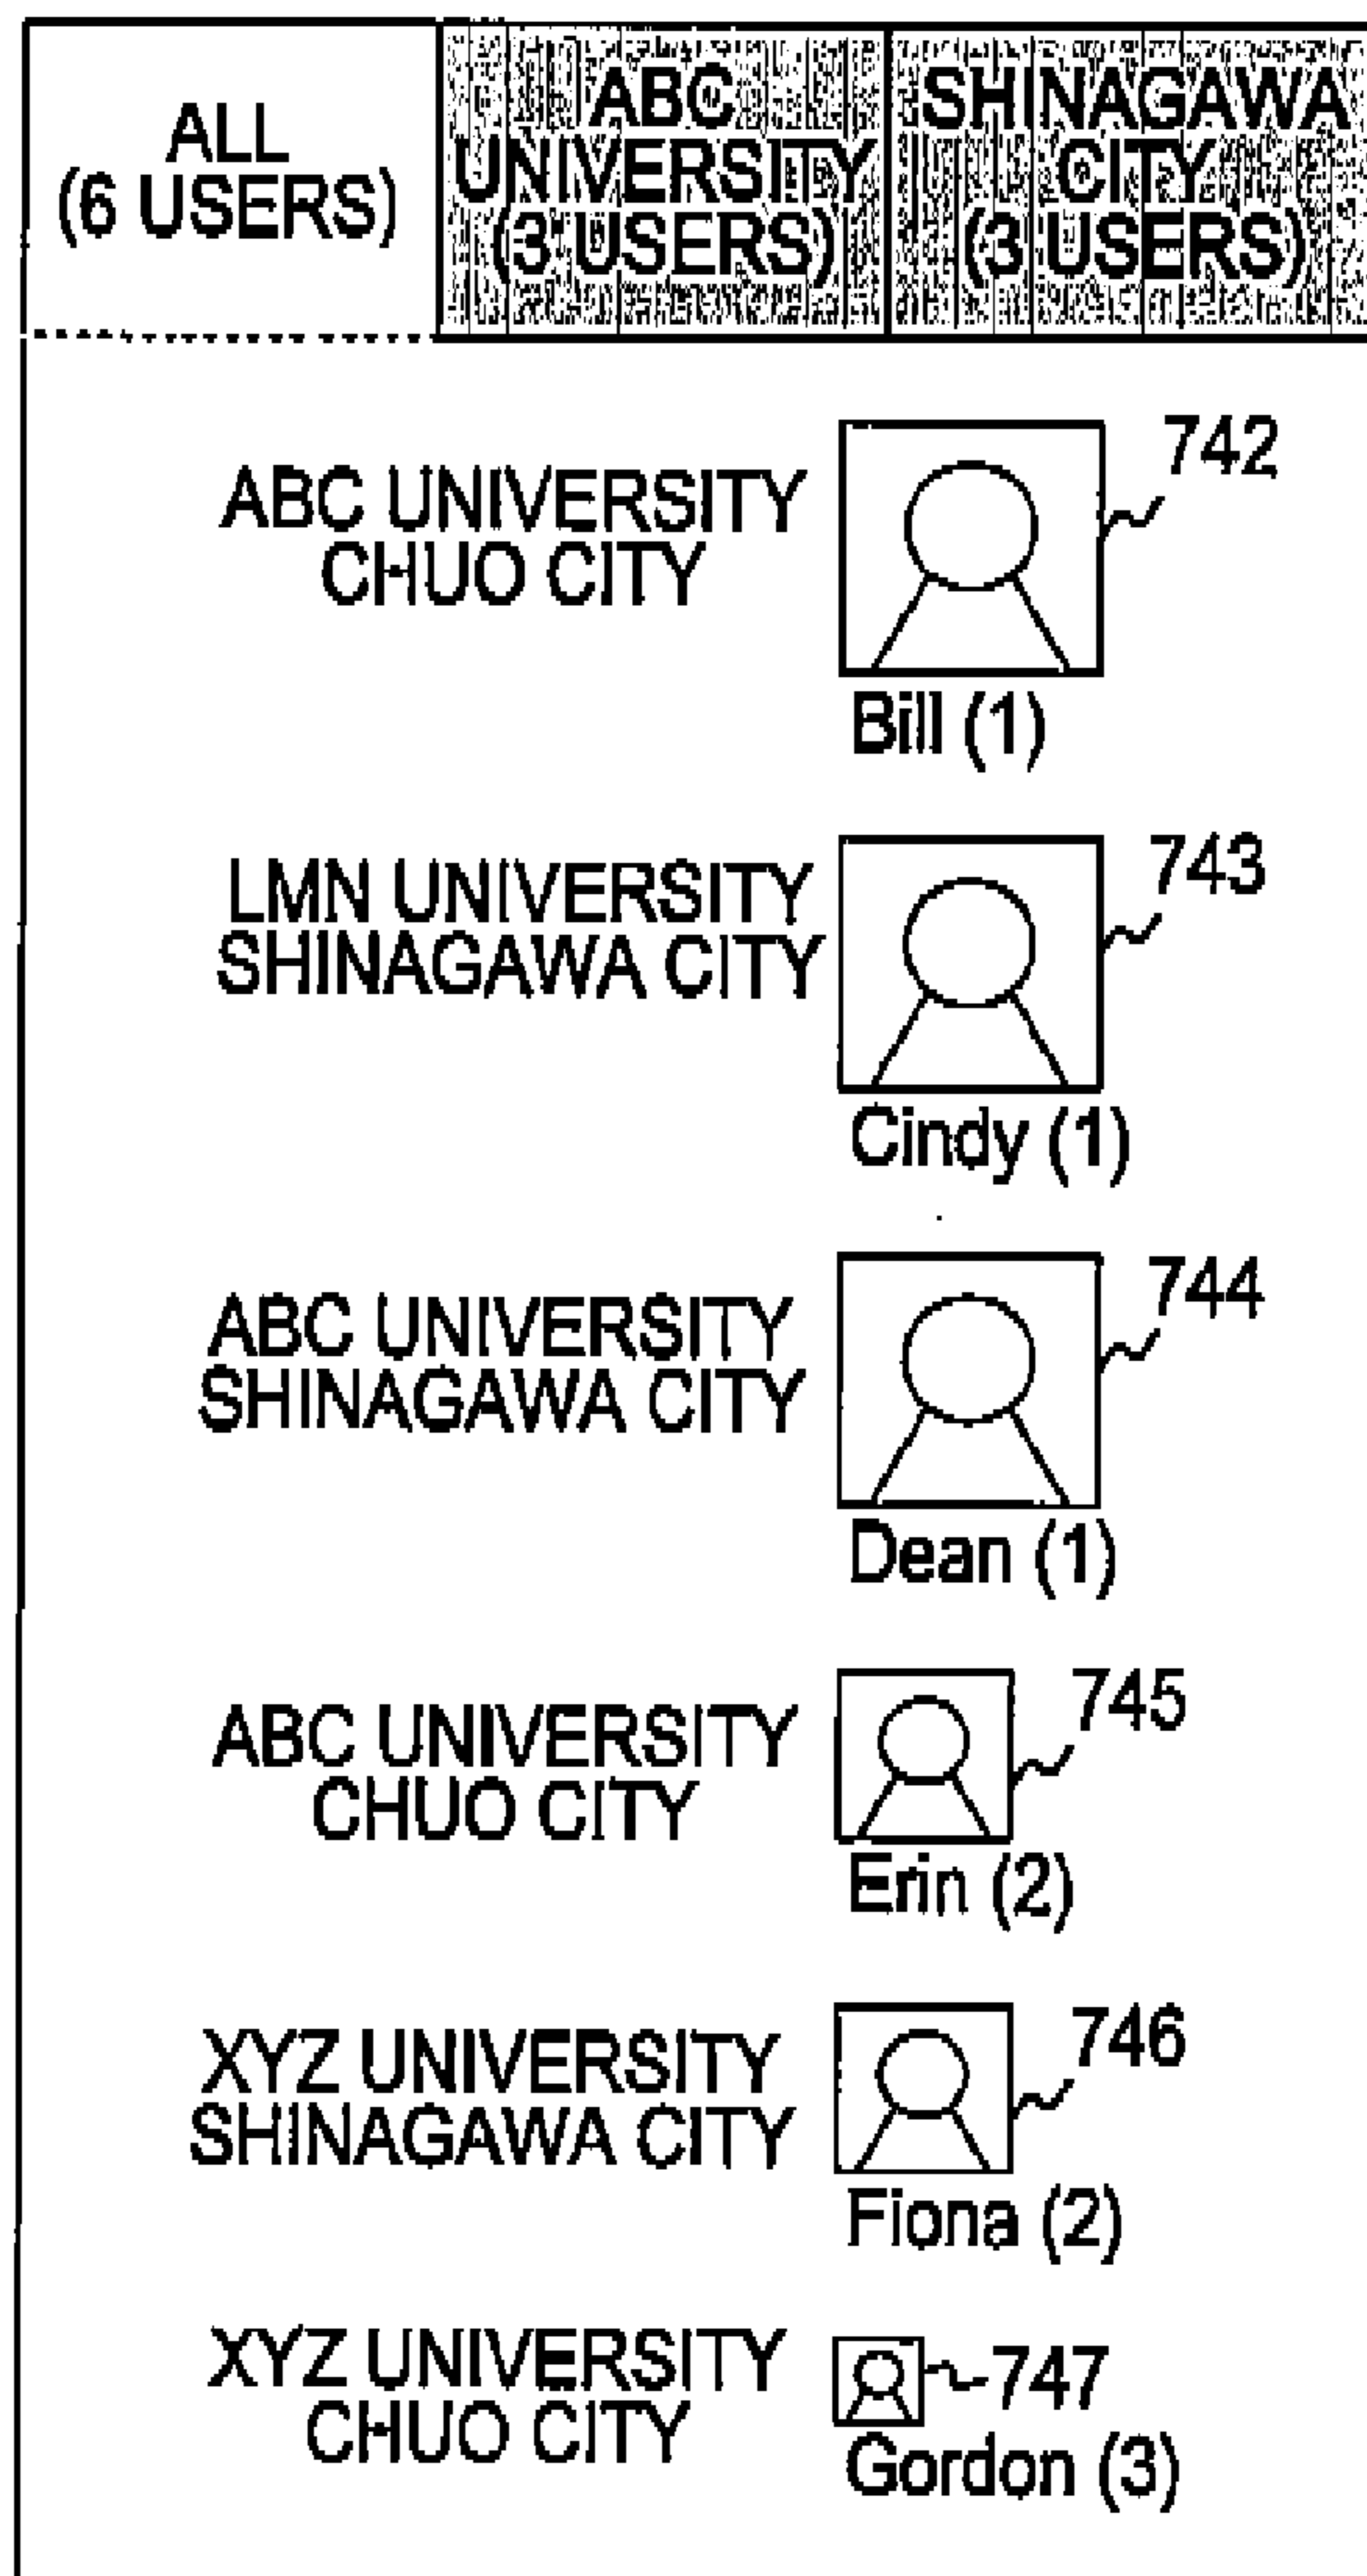 ALL
(6 USERS)
ABC
UNIVERSITY
(3 USERS)
SHINAGAWA
CITY
(3 USERS)
ABC UNIVERSITY
CHUO CITY
742
Bill (1)
LMN UNIVERSITY
SHINAGAWA CITY
743
Cindy (1)
ABC UNIVERSITY
SHINAGAWA CITY
744
Dean (1)
ABC UNIVERSITY
CHUO CITY
745
Erin (2)
XYZ UNIVERSITY
SHINAGAWA CITY
746
Fiona (2)
XYZ UNIVERSITY
CHUO CITY
747
Gordon (3)